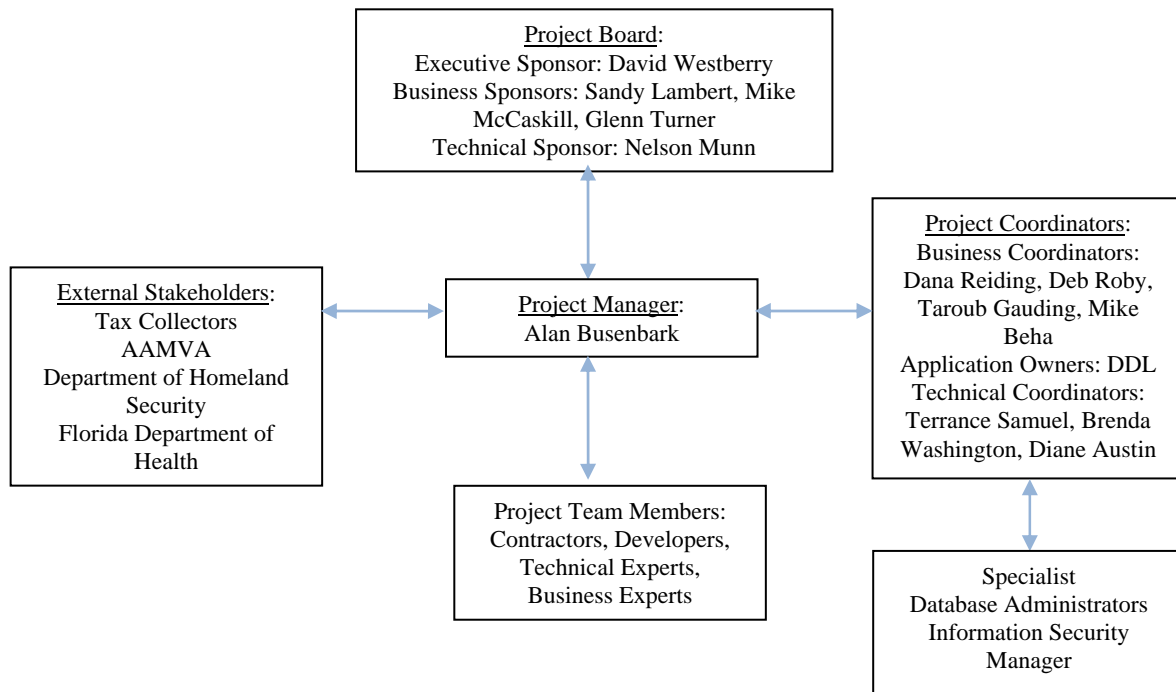 Project Board:
Executive Sponsor: David Westberry
Business Sponsors: Sandy Lambert, Mike
McCaskill, Glenn Turner
Technical Sponsor: Nelson Munn
External Stakeholders:
Tax Collectors
AAMVA
Department of Homeland
Security
Florida Department of
Health
Project Manager:
Alan Busenbark
Project Coordinators:
Business Coordinators:
Dana Reiding, Deb Roby,
Taroub Gauding, Mike
Beha
Application Owners: DDL
Technical Coordinators:
Terrance Samuel, Brenda
Washington, Diane Austin
Project Team Members:
Contractors, Developers,
Technical Experts,
Business Experts
Specialist
Database Administrators
Information Security
Manager